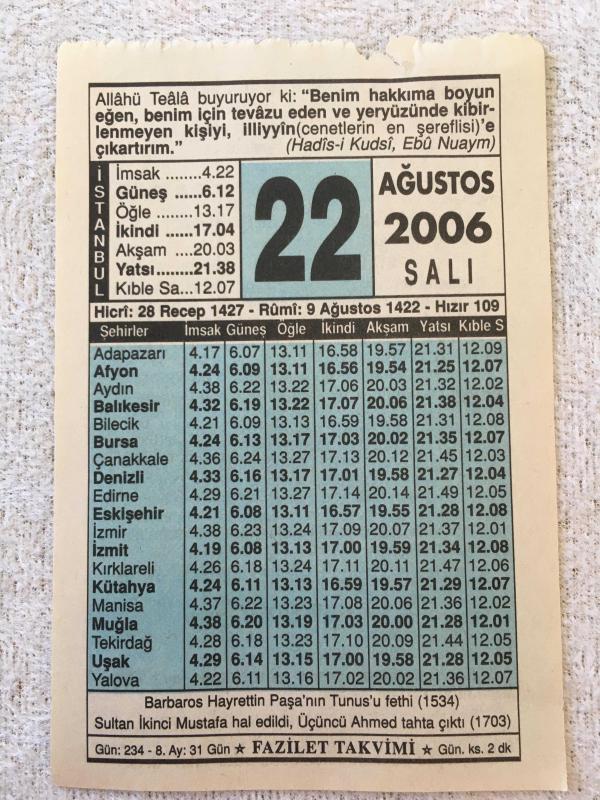 Allâhü Teâlâ buyuruyor ki: “Benim hakkıma boyun
eğen, benim için tevâzu eden ve yeryüzünde kibir-
lenmeyen kişiyi, illiyyîn(cenetlerin en şereflisi)’e
çıkartırım.” (Hadîs-i Kudsî, Ebû Nuaym)
İSTANBUL
İmsak ........4.22
Güneş ......6.12
Öğle .......13.17
İkindi ......17.04
Akşam ....20.03
Yatsı.......21.38
Kıble Sa...12.07
22
AĞUSTOS
2006
SALI
Hicrî: 28 Recep 1427 - Rûmî: 9 Ağustos 1422 - Hızır 109
Şehirler İmsak Güneş Öğle İkindi Akşam Yatsı Kıble S
Adapazarı 4.17 6.07 13.11 16.58 19.57 21.31 12.09
Afyon 4.24 6.09 13.11 16.56 19.54 21.25 12.07
Aydın 4.38 6.22 13.22 17.06 20.03 21.32 12.02
Balıkesir 4.32 6.19 13.22 17.07 20.06 21.38 12.04
Bilecik 4.21 6.09 13.13 16.59 19.58 21.31 12.08
Bursa 4.24 6.13 13.17 17.03 20.02 21.35 12.07
Çanakkale 4.36 6.24 13.27 17.13 20.12 21.45 12.03
Denizli 4.33 6.16 13.17 17.01 19.58 21.27 12.04
Edirne 4.29 6.21 13.27 17.14 20.14 21.49 12.05
Eskişehir 4.21 6.08 13.11 16.57 19.55 21.28 12.08
İzmir 4.38 6.23 13.24 17.09 20.07 21.37 12.01
İzmit 4.19 6.08 13.13 17.00 19.59 21.34 12.08
Kırklareli 4.26 6.18 13.24 17.11 20.11 21.47 12.06
Kütahya 4.24 6.11 13.13 16.59 19.57 21.29 12.07
Manisa 4.37 6.22 13.23 17.08 20.06 21.36 12.02
Muğla 4.38 6.20 13.19 17.03 20.00 21.28 12.01
Tekirdağ 4.28 6.18 13.23 17.10 20.09 21.44 12.05
Uşak 4.29 6.14 13.15 17.00 19.58 21.28 12.05
Yalova 4.22 6.11 13.16 17.02 20.02 21.36 12.07
Barbaros Hayrettin Paşa’nın Tunus’u fethi (1534)
Sultan İkinci Mustafa hal edildi, Üçüncü Ahmed tahta çıktı (1703)
Gün: 234 - 8. Ay: 31 Gün ★ FAZİLET TAKVİMİ ★ Gün. ks. 2 dk